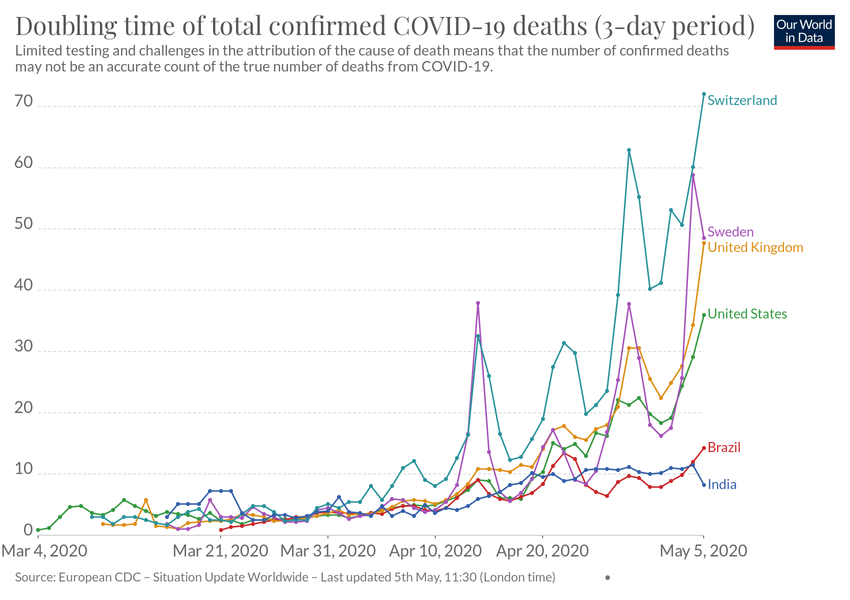 Doubling time of total confirmed COVID-19 deaths (3-day period)
Our World
in Data
Limited testing and challenges in the attribution of the cause of death means that the number of confirmed deaths
may not be an accurate count of the true number of deaths from COVID-19.
70
Switzerland
60
50
Sweden
United Kingdom
40
United States
30
20
Brazil
10
India
0
Mar 4, 2020 Mar 21, 2020 Mar 31, 2020 Apr 10, 2020 Apr 20, 2020 May 5, 2020
Source: European CDC – Situation Update Worldwide – Last updated 5th May, 11:30 (London time) •